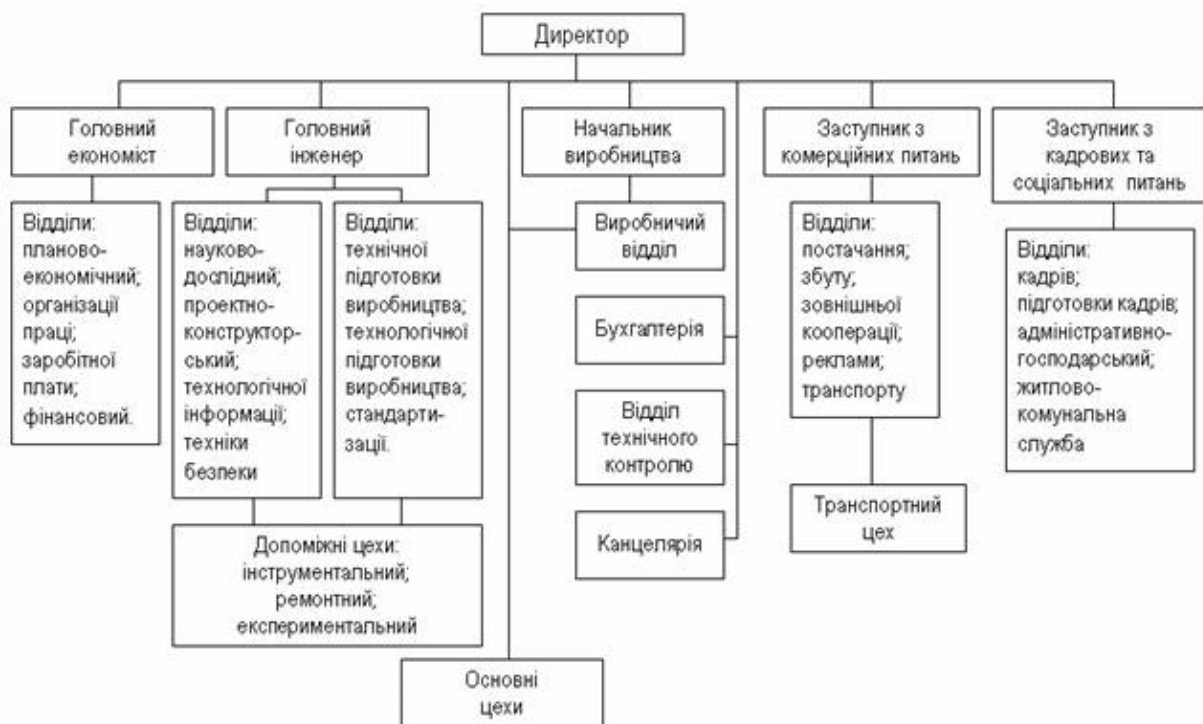 Директор
Головний
економіст
Головний
інженер
Начальник
виробництва
Заступник з
комерційних питань
Заступник з
кадрових та
соціальних питань
Відділи:
планово-
економічний;
організації
праці;
заробітної
плати;
фінансовий.
Відділи:
науково-
дослідний;
проектно-
конструктор-
ський;
технологічної
інформації;
техніки
безпеки
Відділи:
технічної
підготовки
виробництва;
технологічної
підготовки
виробництва;
стандарти-
зації.
Виробничий
відділ
Бухгалтерія
Відділ
технічного
контролю
Канцелярія
Відділи:
постачання;
збуту;
зовнішньої
кооперації;
реклами;
транспорту
Відділи:
кадрів;
підготовки кадрів;
адміністративно-
господарський;
житлово-
комунальна
служба
Транспортний
цех
Допоміжні цехи:
інструментальний;
ремонтний;
експериментальний
Основні
цехи